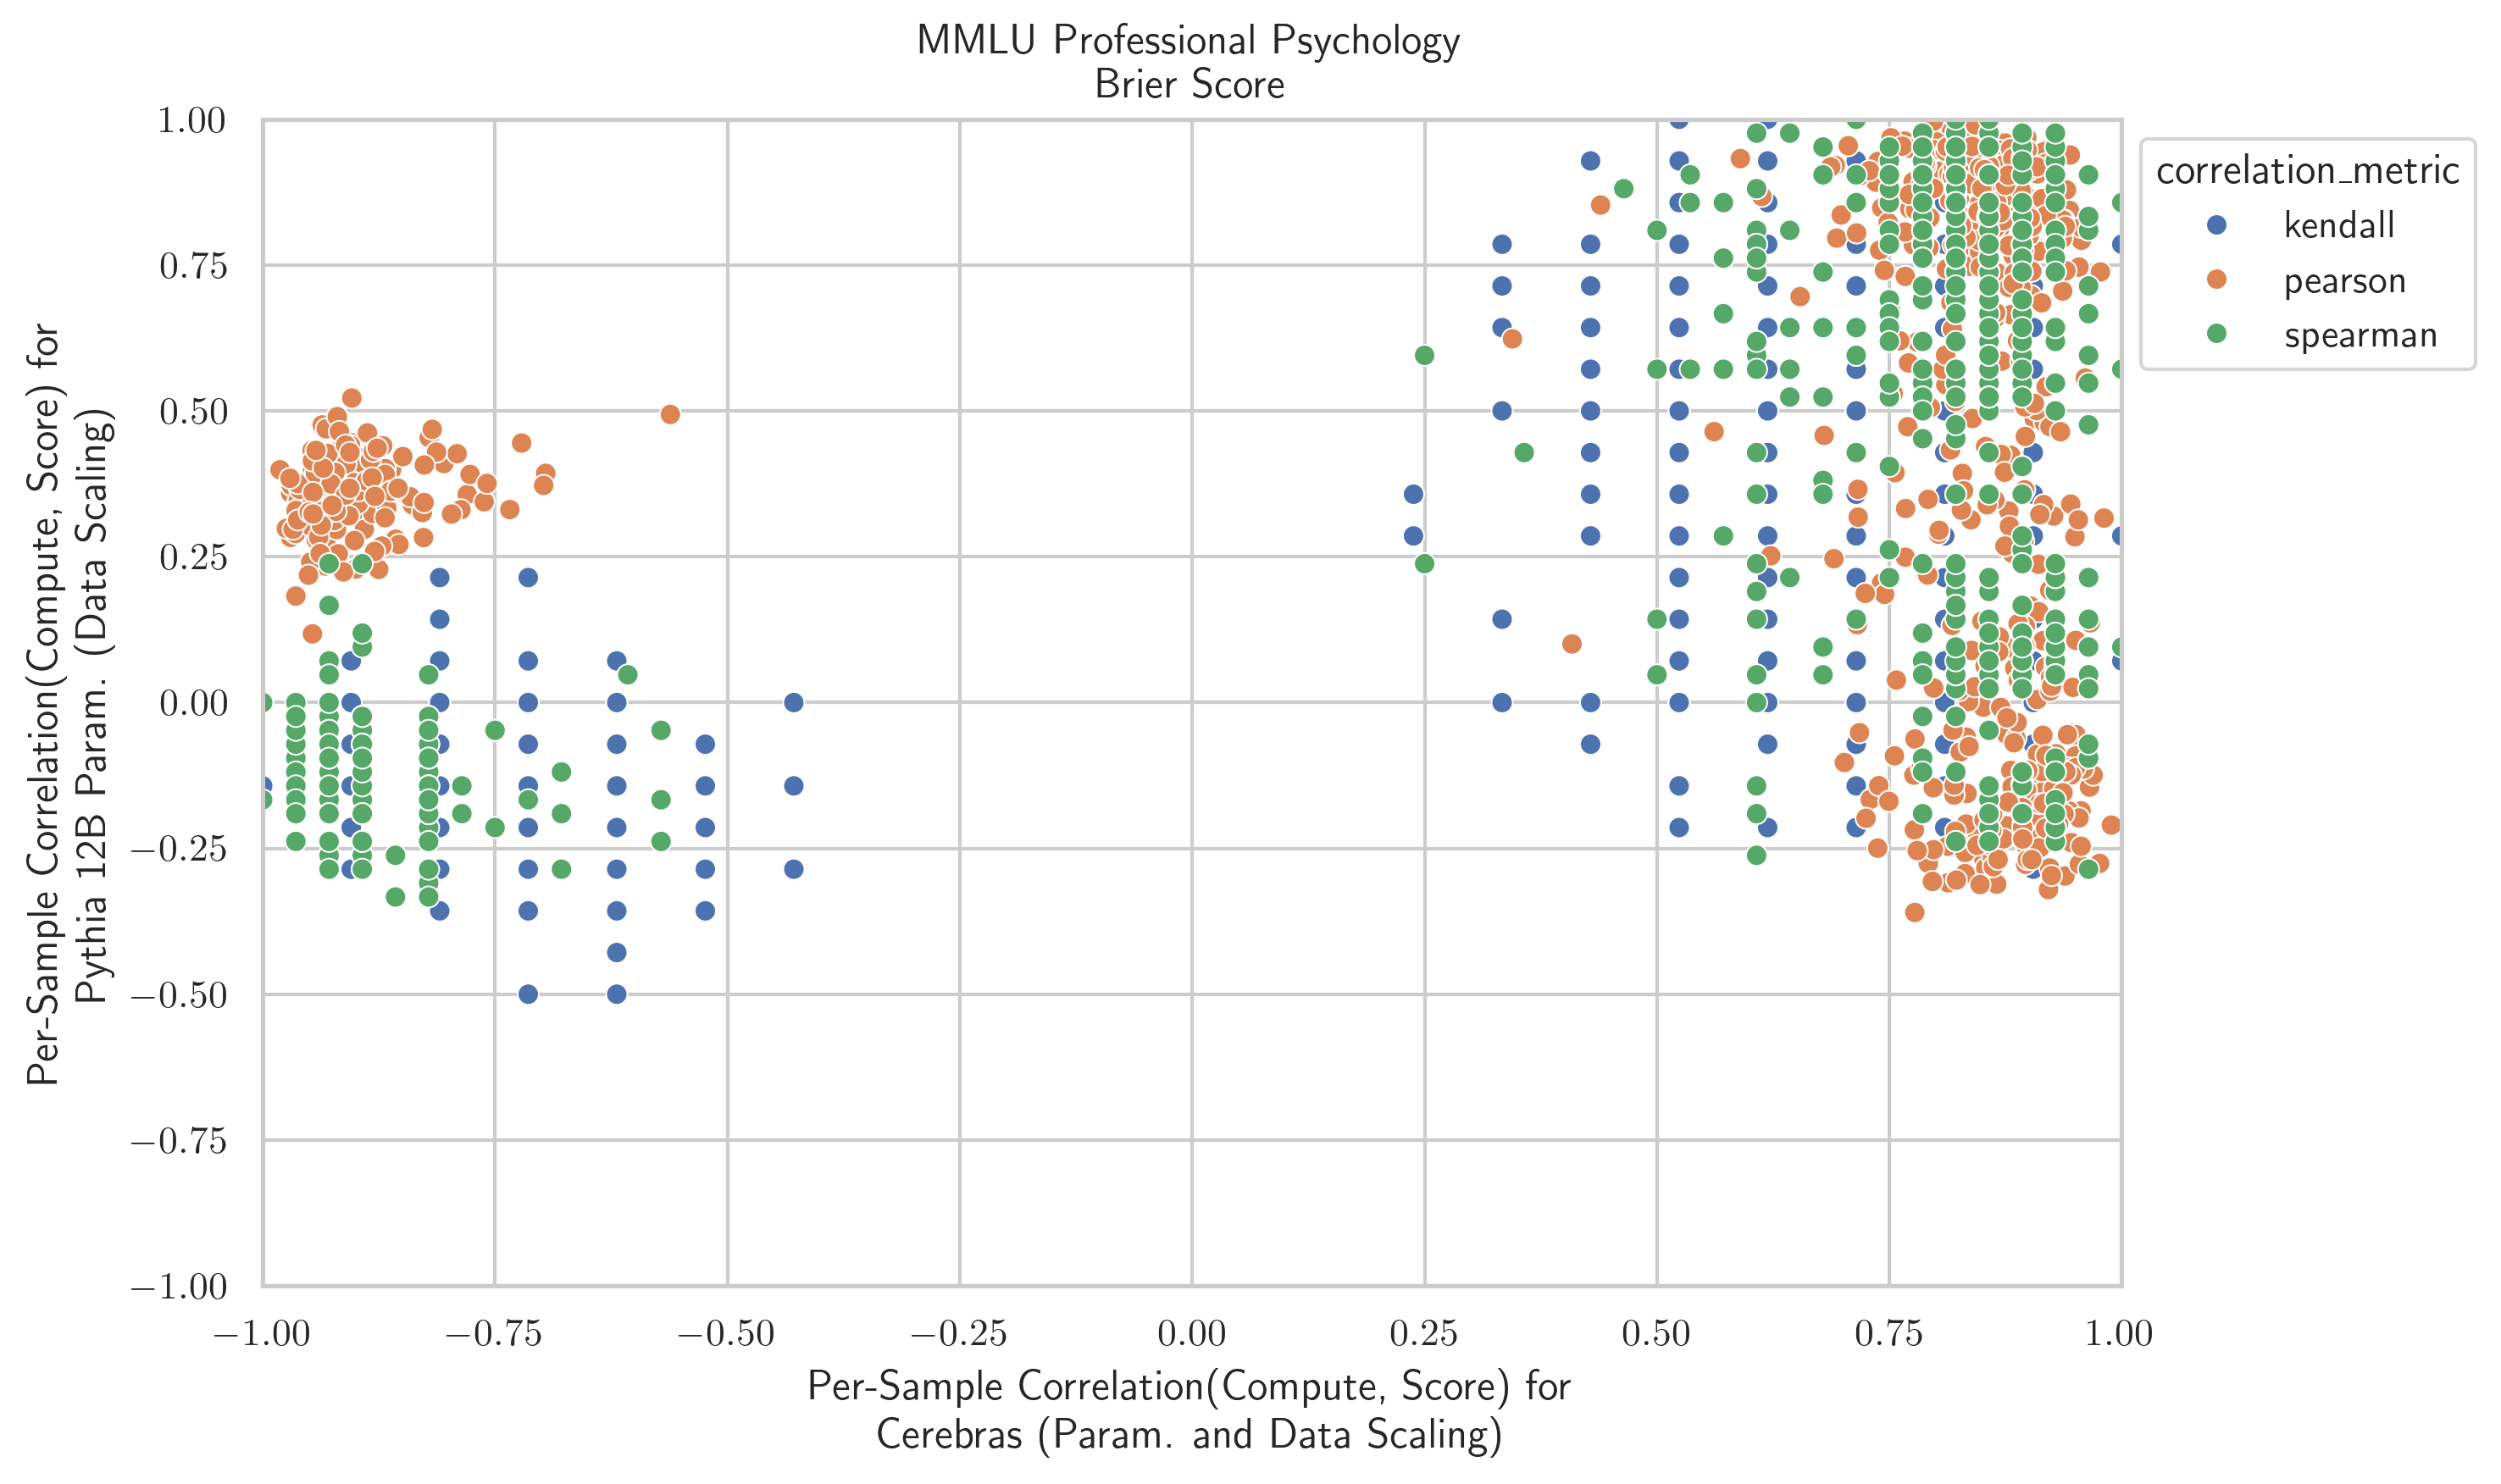 MMLU Professional Psychology
Brier Score
Per-Sample Correlation(Compute, Score) for
Pythia 12B Param. (Data Scaling)
1.00
0.75
0.50
0.25
0.00
−0.25
−0.50
−0.75
−1.00
−1.00
−0.75
−0.50
−0.25
0.00
0.25
0.50
0.75
1.00
Per-Sample Correlation(Compute, Score) for
Cerebras (Param. and Data Scaling)
correlation_metric
kendall
pearson
spearman